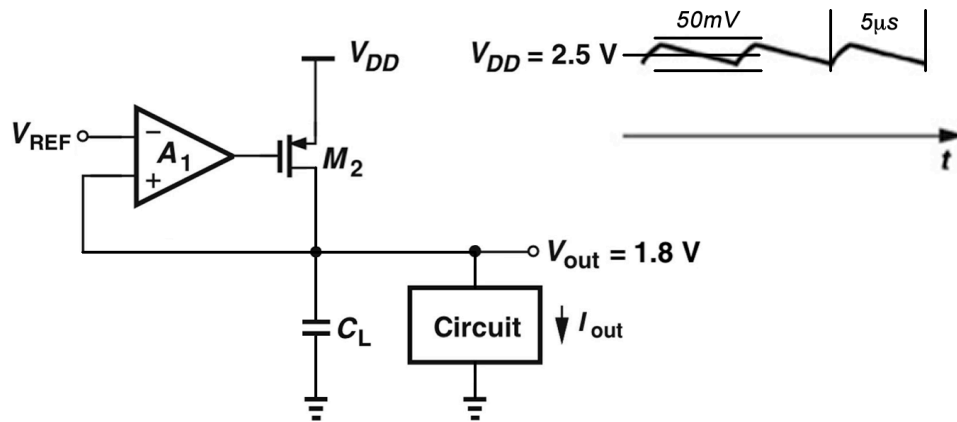 50mV
5μs
V_DD = 2.5 V
t
V_DD
V_REF
−
A_1
+
M_2
V_out = 1.8 V
C_L
Circuit
I_out